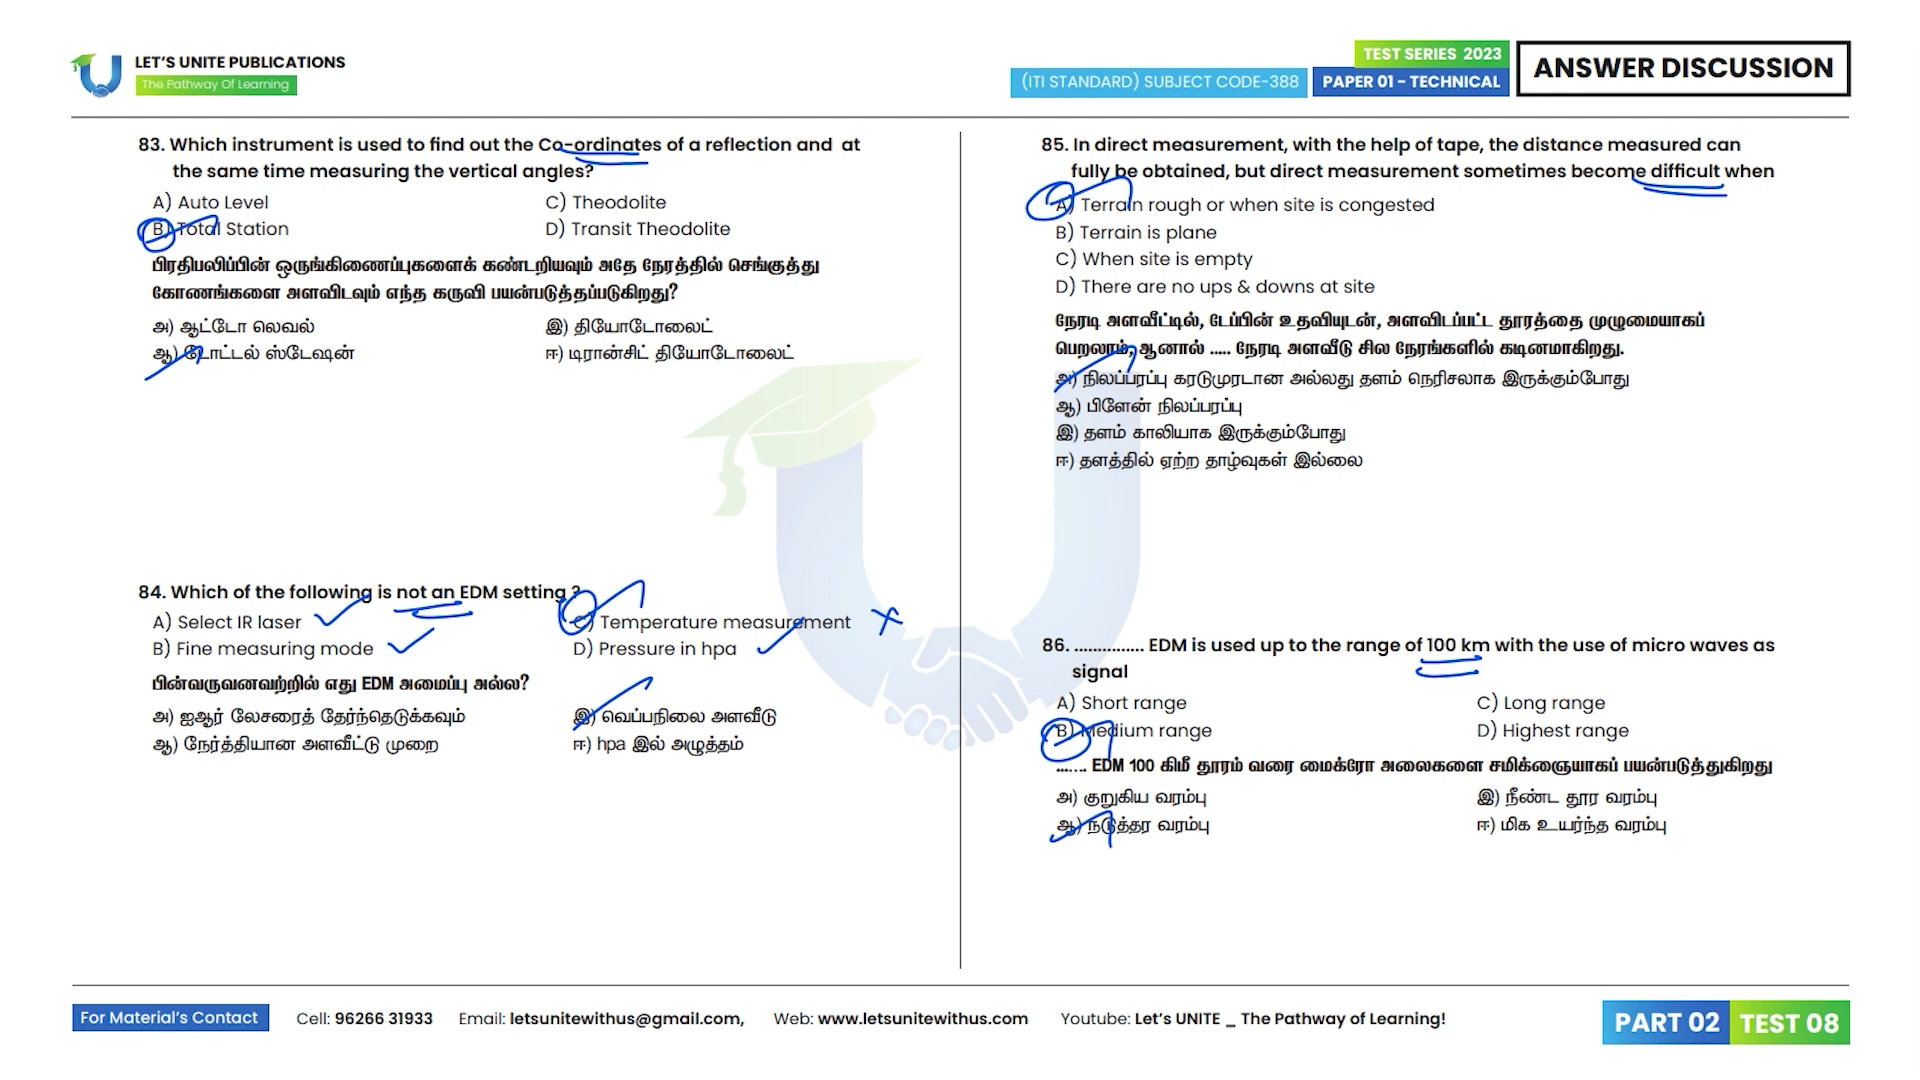 LET'S UNITE PUBLICATIONS
The Pathway Of Learning
TEST SERIES 2023
(ITI STANDARD) SUBJECT CODE-388
PAPER 01 - TECHNICAL
ANSWER DISCUSSION
83. Which instrument is used to find out the Co-ordinates of a reflection and at
the same time measuring the vertical angles?
A) Auto Level
C) Theodolite
B) Total Station
D) Transit Theodolite
பிரதிபலிப்பின் ஒருங்கிணைப்புகளைக் கண்டறியவும் அதே நேரத்தில் செங்குத்து
கோணங்களை அளவிடவும் எந்த கருவி பயன்படுத்தப்படுகிறது?
அ) ஆட்டோ லெவல்
இ) தியோடோலைட்
ஆ) டோட்டல் ஸ்டேஷன்
ஈ) டிரான்சிட் தியோடோலைட்
84. Which of the following is not an EDM setting ?
A) Select IR laser
C) Temperature measurement
B) Fine measuring mode
D) Pressure in hpa
பின்வருவனவற்றில் எது EDM அமைப்பு அல்ல?
அ) ஐஆர் லேசரைத் தேர்ந்தெடுக்கவும்
இ) வெப்பநிலை அளவீடு
ஆ) நேர்த்தியான அளவீட்டு முறை
ஈ) hpa இல் அழுத்தம்
85. In direct measurement, with the help of tape, the distance measured can
fully be obtained, but direct measurement sometimes become difficult when
A) Terrain rough or when site is congested
B) Terrain is plane
C) When site is empty
D) There are no ups & downs at site
நேரடி அளவீட்டில், டேப்பின் உதவியுடன், அளவிடப்பட்ட தூரத்தை முழுமையாகப்
பெறலாம், ஆனால் ..... நேரடி அளவீடு சில நேரங்களில் கடினமாகிறது.
அ) நிலப்பரப்பு கரடுமுரடான அல்லது தளம் நெரிசலாக இருக்கும்போது
ஆ) பிளேன் நிலப்பரப்பு
இ) தளம் காலியாக இருக்கும்போது
ஈ) தளத்தில் ஏற்ற தாழ்வுகள் இல்லை
86. ............... EDM is used up to the range of 100 km with the use of micro waves as
signal
A) Short range
C) Long range
B) Medium range
D) Highest range
....... EDM 100 கிமீ தூரம் வரை மைக்ரோ அலைகளை சமிக்ஞையாகப் பயன்படுத்துகிறது
அ) குறுகிய வரம்பு
இ) நீண்ட தூர வரம்பு
ஆ) நடுத்தர வரம்பு
ஈ) மிக உயர்ந்த வரம்பு
For Material's Contact
Cell: 96266 31933
Email: letsunitewithus@gmail.com,
Web: www.letsunitewithus.com
Youtube: Let's UNITE _ The Pathway of Learning!
PART 02
TEST 08